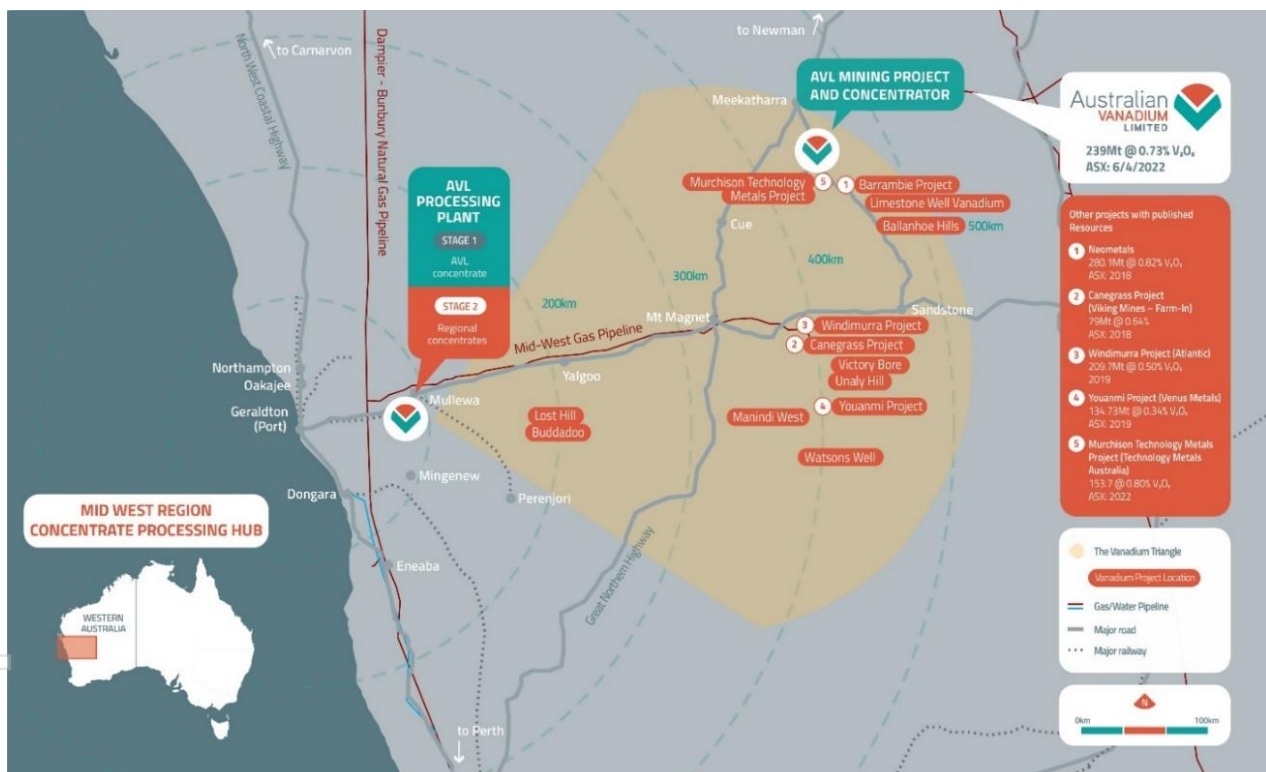 to Carnarvon
North West Coastal Highway
Dampier - Bunbury Natural Gas Pipeline
to Newman
Meekatharra
AVL MINING PROJECT
AND CONCENTRATOR
Australian
VANADIUM
LIMITED
239Mt @ 0.73% V₂O₅
ASX: 6/4/2022
AVL
PROCESSING
PLANT
STAGE 1
AVL
concentrate
STAGE 2
Regional
concentrates
Murchison Technology
Metals Project
5
1
Barrambie Project
Limestone Well Vanadium
Ballanhoe Hills
500km
Cue
400km
300km
200km
Mt Magnet
Sandstone
Mid-West Gas Pipeline
3
Windimurra Project
2
Canegrass Project
Victory Bore
Unaly Hill
Yalgoo
Northampton
Oakajee
Geraldton
(Port)
Mullewa
Lost Hill
Buddadoo
Manindi West
4
Youanmi Project
Watsons Well
Mingenew
Perenjori
Dongara
Eneaba
Great Northern Highway
to Perth
MID WEST REGION
CONCENTRATE PROCESSING HUB
WESTERN
AUSTRALIA
Other projects with published
Resources
1 Neometals
280.1Mt @ 0.82% V₂O₅
ASX: 2018
2 Canegrass Project
(Viking Mines – Farm-In)
79Mt @ 0.64%
ASX: 2018
3 Windimurra Project (Atlantic)
209.7Mt @ 0.50% V₂O₅
2019
4 Youanmi Project (Venus Metals)
134.73Mt @ 0.34% V₂O₅
ASX: 2019
5 Murchison Technology Metals
Project (Technology Metals
Australia)
153.7 @ 0.80% V₂O₅
ASX: 2022
The Vanadium Triangle
Vanadium Project Location
Gas/Water Pipeline
Major road
Major railway
N
0km
100km